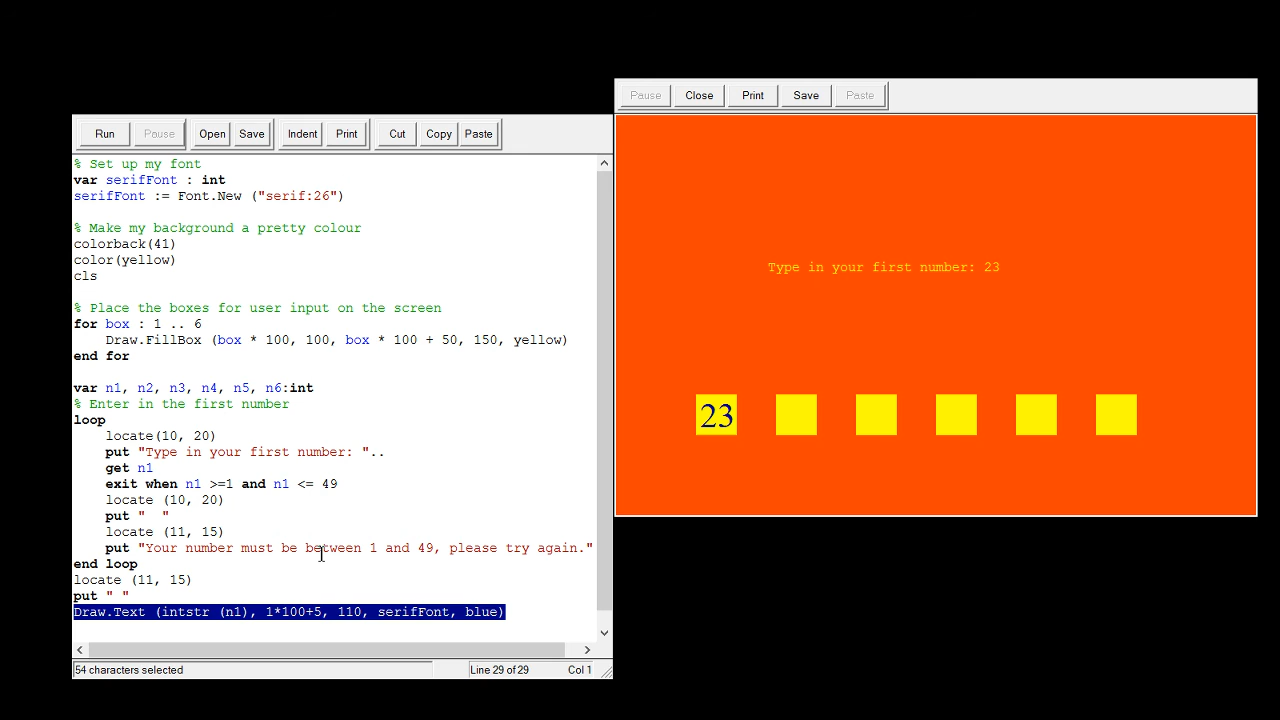 Pause Close Print Save Paste
Run Pause Open Save Indent Print Cut Copy Paste
% Set up my font
var serifFont : int
serifFont := Font.New ("serif:26")
% Make my background a pretty colour
colorback(41)
color(yellow)
cls
% Place the boxes for user input on the screen
for box : 1 .. 6
Draw.FillBox (box * 100, 100, box * 100 + 50, 150, yellow)
end for
var n1, n2, n3, n4, n5, n6:int
% Enter in the first number
loop
locate(10, 20)
put "Type in your first number: "..
get n1
exit when n1 >=1 and n1 <= 49
locate (10, 20)
put "  "
locate (11, 15)
put "Your number must be between 1 and 49, please try again."
end loop
locate (11, 15)
put " "
Draw.Text (intstr (n1), 1*100+5, 110, serifFont, blue)
54 characters selected
Line 29 of 29
Col 1
Type in your first number: 23
23